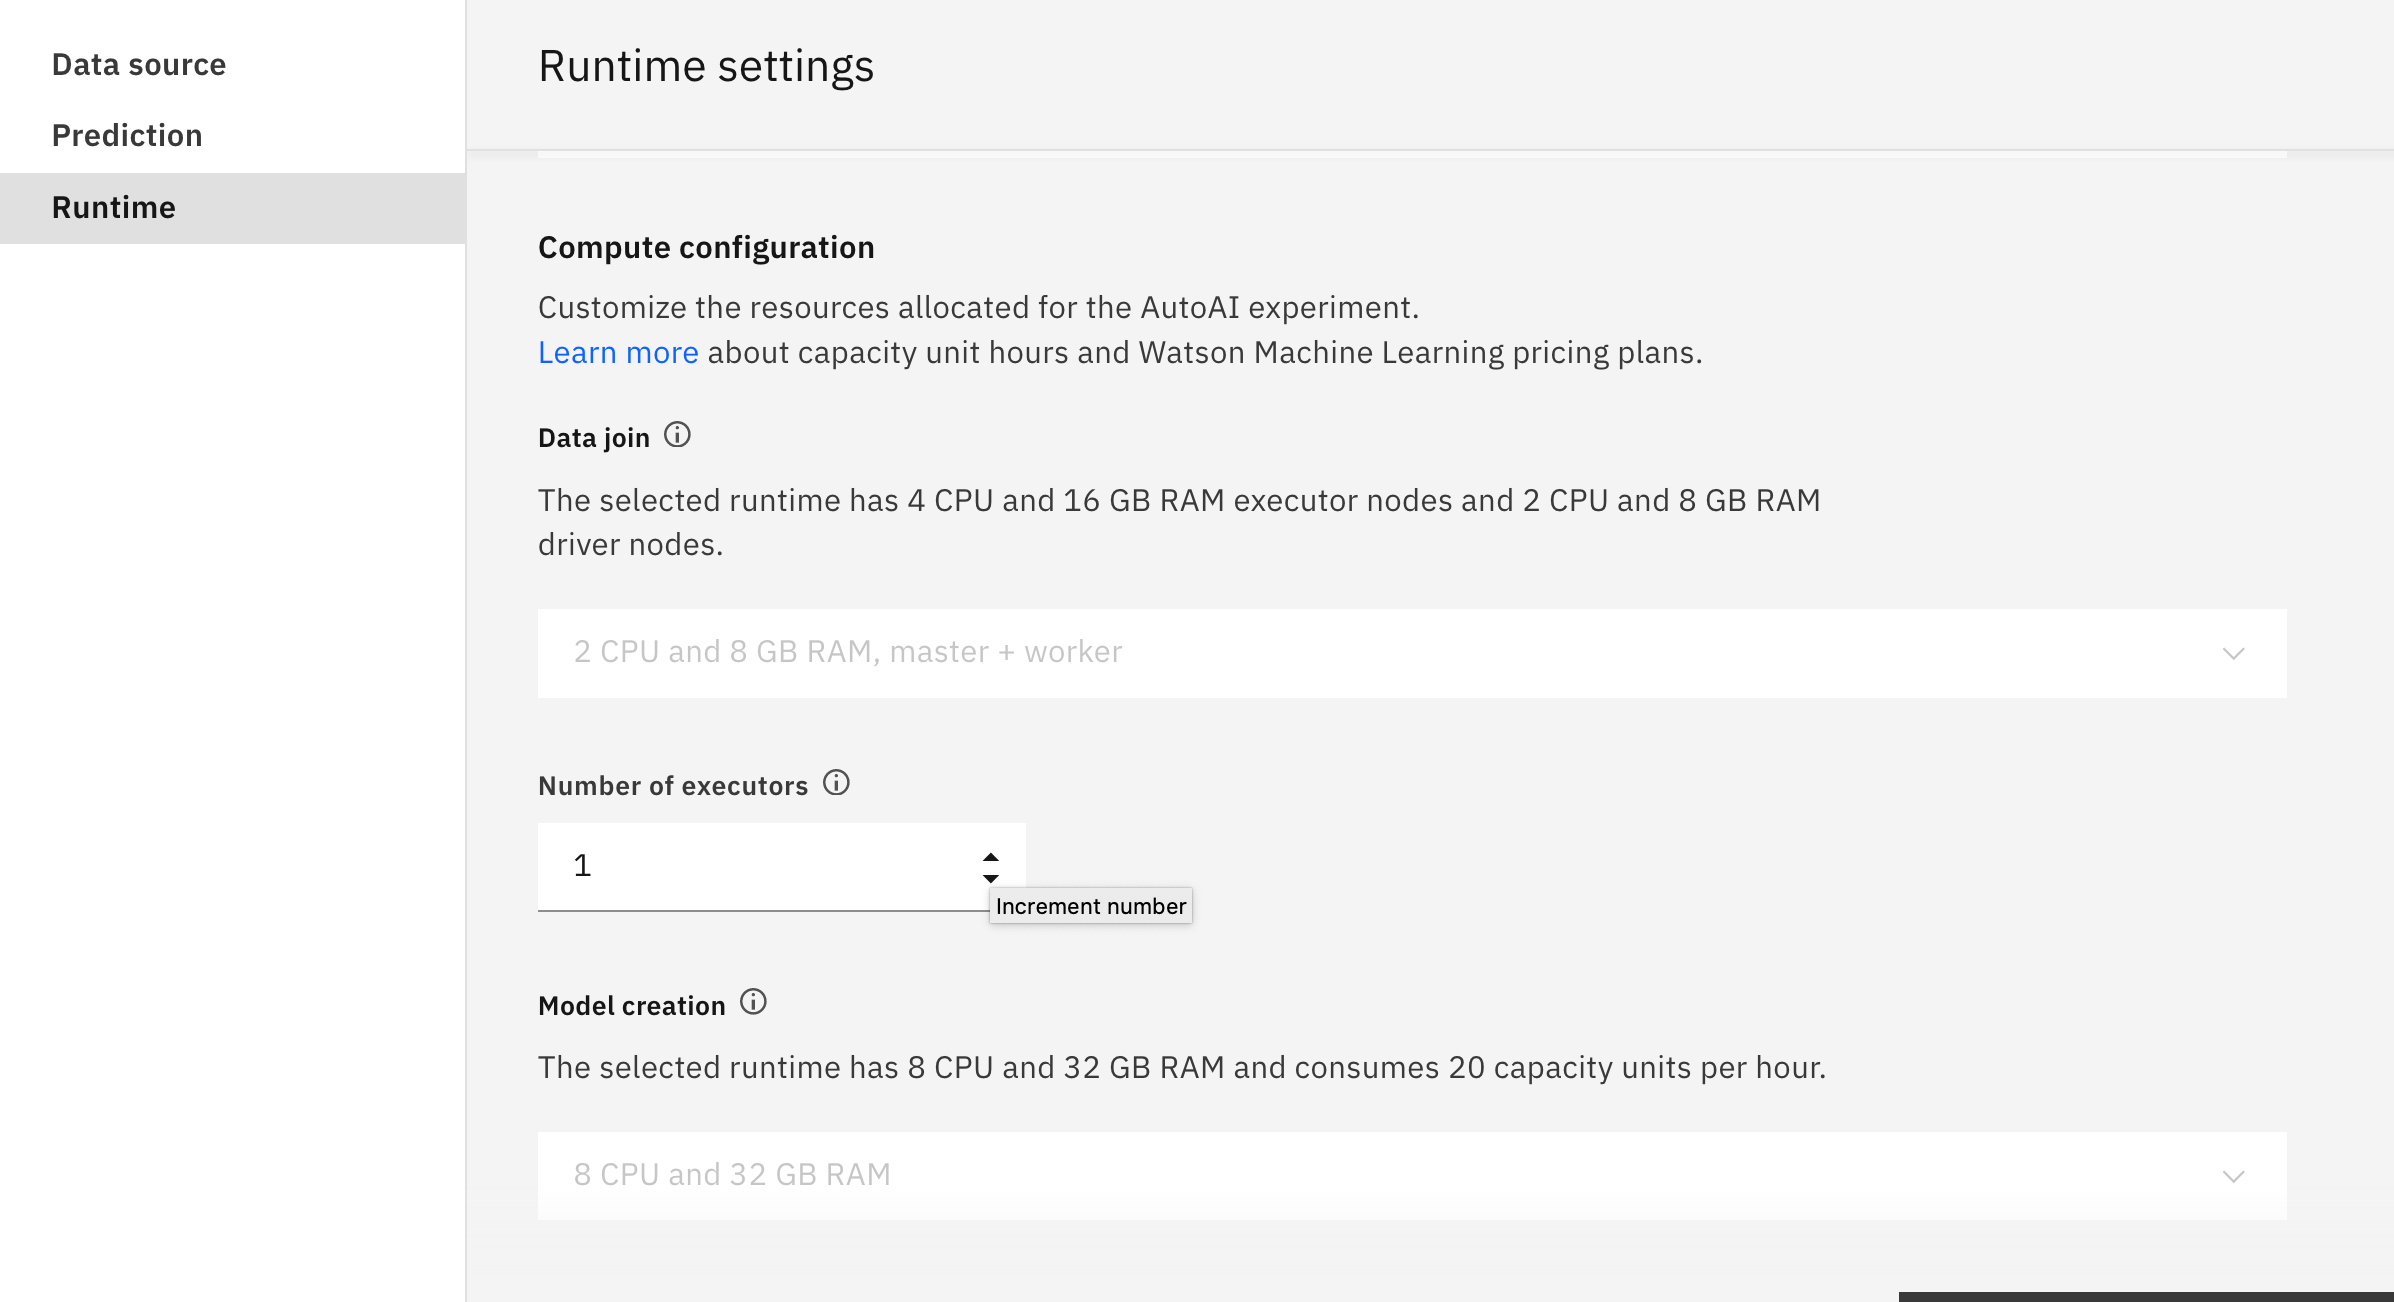 Data source
Prediction
Runtime
Runtime settings
Compute configuration
Customize the resources allocated for the AutoAI experiment.
Learn more about capacity unit hours and Watson Machine Learning pricing plans.
Data join
The selected runtime has 4 CPU and 16 GB RAM executor nodes and 2 CPU and 8 GB RAM
driver nodes.
2 CPU and 8 GB RAM, master + worker
Number of executors
1
Increment number
Model creation
The selected runtime has 8 CPU and 32 GB RAM and consumes 20 capacity units per hour.
8 CPU and 32 GB RAM